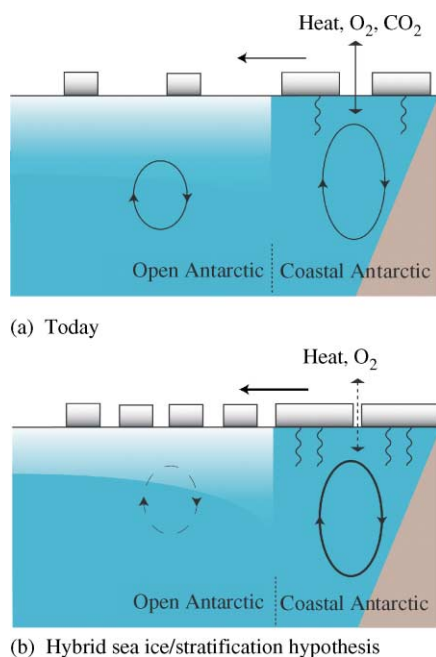 Heat, O₂, CO₂
Open Antarctic
Coastal Antarctic
(a) Today
Heat, O₂
Open Antarctic
Coastal Antarctic
(b) Hybrid sea ice/stratification hypothesis